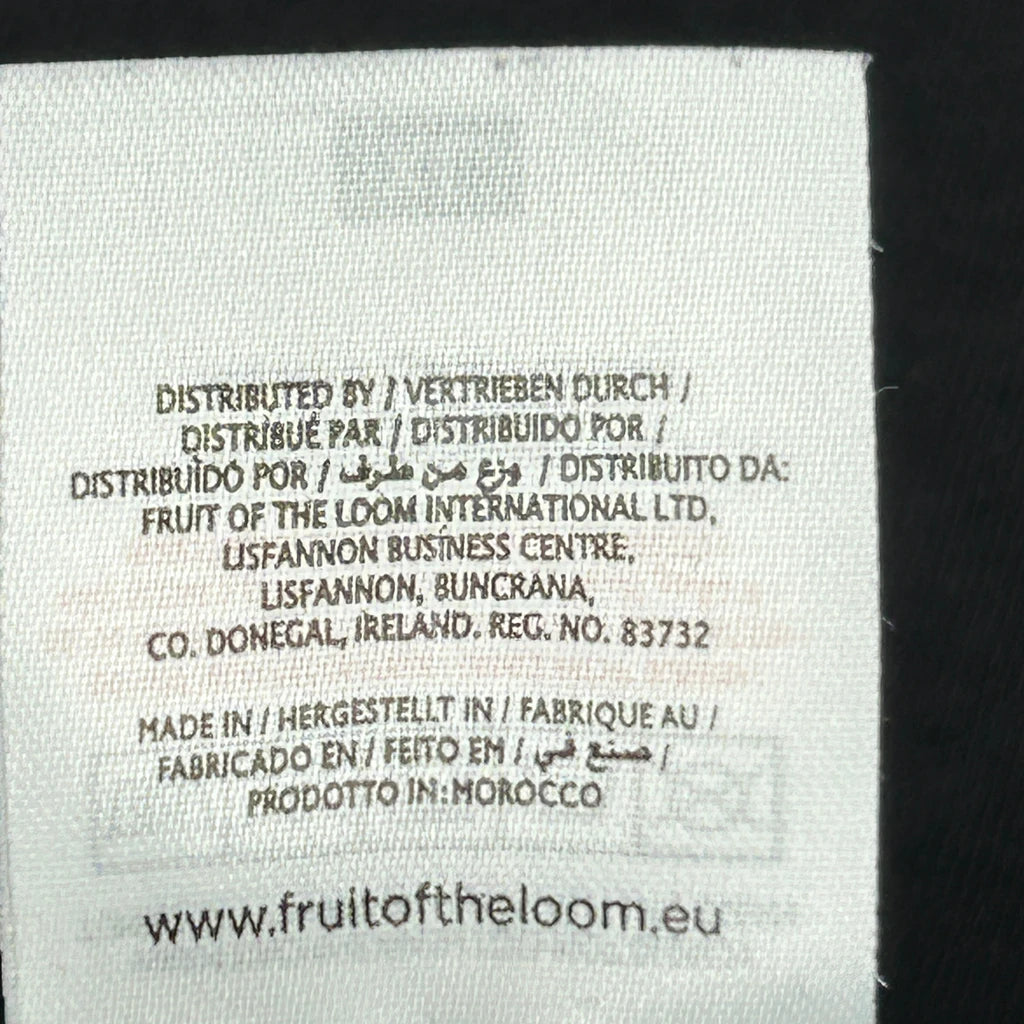 DISTRIBUTED BY / VERTRIEBEN DURCH /
DISTRIBUÉ PAR / DISTRIBUIDO POR /
DISTRIBUÌDO POR / وزع من طرف / DISTRIBUITO DA:
FRUIT OF THE LOOM INTERNATIONAL LTD,
LISFANNON BUSINESS CENTRE,
LISFANNON, BUNCRANA,
CO. DONEGAL, IRELAND. REG. NO. 83732
MADE IN / HERGESTELLT IN / FABRIQUE AU /
FABRICADO EN / FEITO EM / صنع في /
PRODOTTO IN:MOROCCO
www.fruitoftheloom.eu